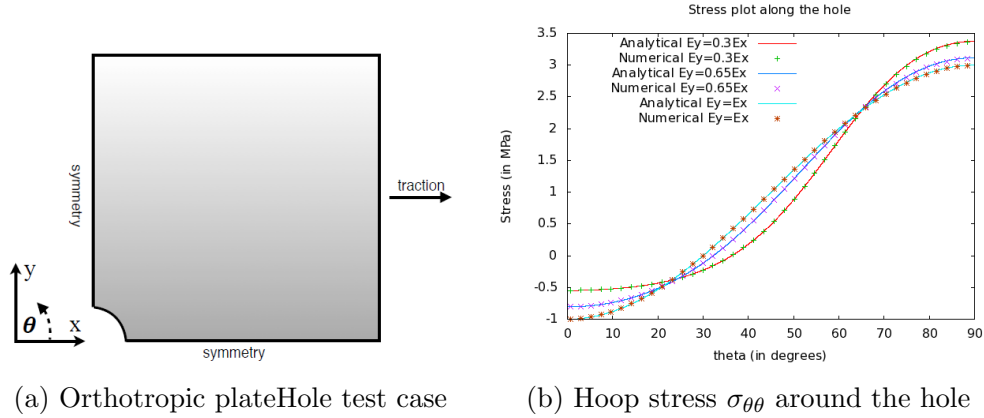 symmetry
traction
y
θ
x
symmetry
(a) Orthotropic plateHole test case
Stress plot along the hole
Analytical Ey=0.3Ex
Numerical Ey=0.3Ex
Analytical Ey=0.65Ex
Numerical Ey=0.65Ex
Analytical Ey=Ex
Numerical Ey=Ex
Stress (in MPa)
3.5
3
2.5
2
1.5
1
0.5
0
-0.5
-1
0 10 20 30 40 50 60 70 80 90
theta (in degrees)
(b) Hoop stress σθθ around the hole